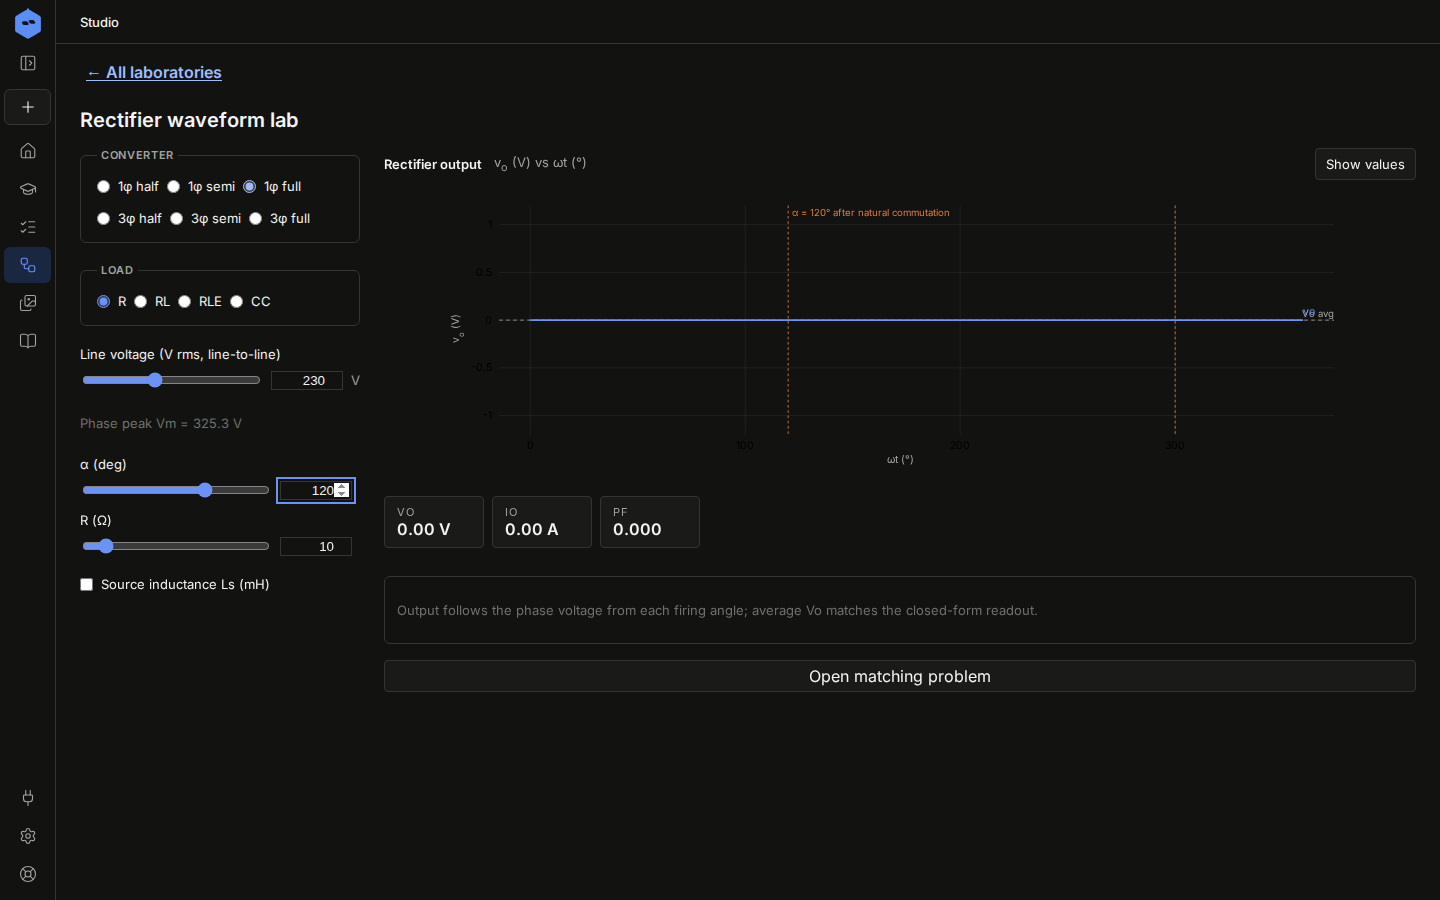 Studio
← All laboratories
Rectifier waveform lab
CONVERTER
1φ half 1φ semi 1φ full
3φ half 3φ semi 3φ full
LOAD
R RL RLE CC
Line voltage (V rms, line-to-line)
230 V
Phase peak Vm = 325.3 V
α (deg)
120
R (Ω)
10
Source inductance Ls (mH)
Rectifier output vo (V) vs ωt (°)
Show values
α = 120° after natural commutation
1
0.5
0
-0.5
-1
vo (V)
avg
0 100 200 300
ωt (°)
VO
0.00 V
IO
0.00 A
PF
0.000
Output follows the phase voltage from each firing angle; average Vo matches the closed-form readout.
Open matching problem